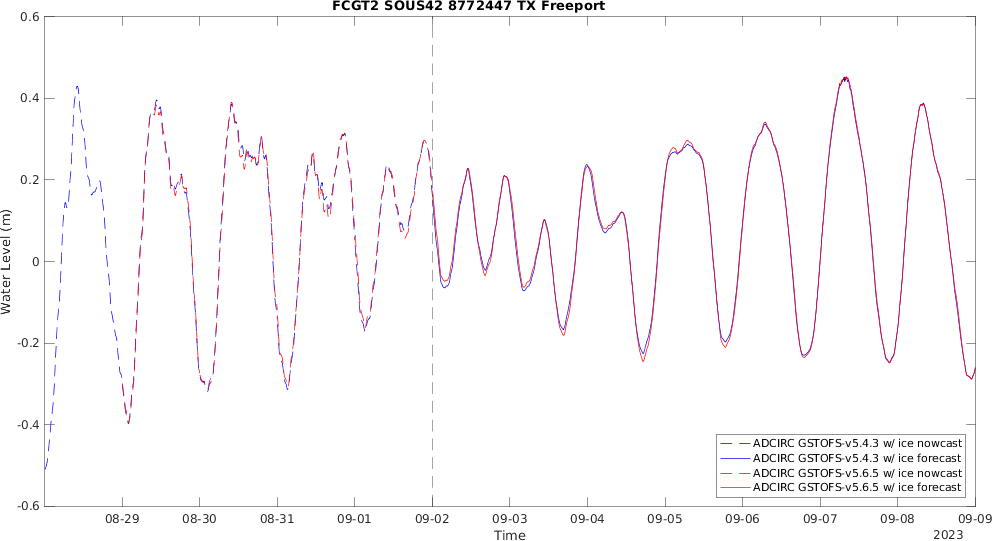 FCGT2 SOUS42 8772447 TX Freeport
0.6
0.4
0.2
0
-0.2
-0.4
-0.6
Water Level (m)
ADCIRC GSTOFS-v5.4.3 w/ ice nowcast
ADCIRC GSTOFS-v5.4.3 w/ ice forecast
ADCIRC GSTOFS-v5.6.5 w/ ice nowcast
ADCIRC GSTOFS-v5.6.5 w/ ice forecast
08-29 08-30 08-31 09-01 09-02 09-03 09-04 09-05 09-06 09-07 09-08 09-09
Time
2023